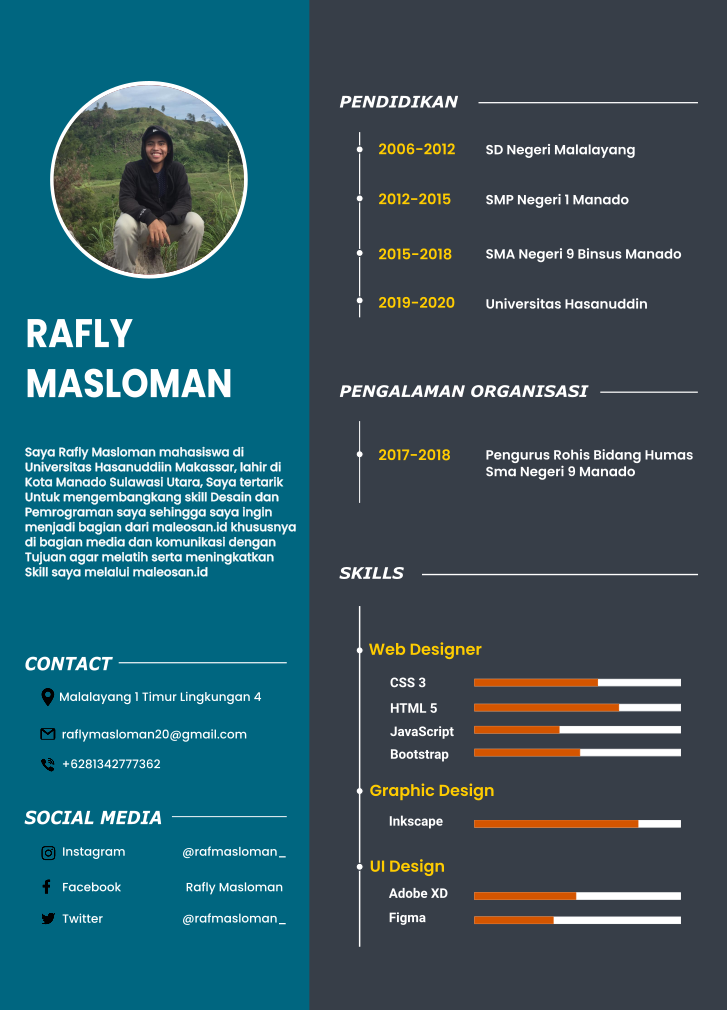 RAFLY
MASLOMAN
Saya Rafly Masloman mahasiswa di
Universitas Hasanuddiin Makassar, lahir di
Kota Manado Sulawasi Utara, Saya tertarik
Untuk mengembangkang skill Desain dan
Pemrograman saya sehingga saya ingin
menjadi bagian dari maleosan.id khususnya
di bagian media dan komunikasi dengan
Tujuan agar melatih serta meningkatkan
Skill saya melalui maleosan.id
CONTACT
Malalayang 1 Timur Lingkungan 4
raflymasloman20@gmail.com
+6281342777362
SOCIAL MEDIA
Instagram @rafmasloman_
Facebook Rafly Masloman
Twitter @rafmasloman_
PENDIDIKAN
2006-2012 SD Negeri Malalayang
2012-2015 SMP Negeri 1 Manado
2015-2018 SMA Negeri 9 Binsus Manado
2019-2020 Universitas Hasanuddin
PENGALAMAN ORGANISASI
2017-2018 Pengurus Rohis Bidang Humas
Sma Negeri 9 Manado
SKILLS
Web Designer
CSS 3
HTML 5
JavaScript
Bootstrap
Graphic Design
Inkscape
UI Design
Adobe XD
Figma